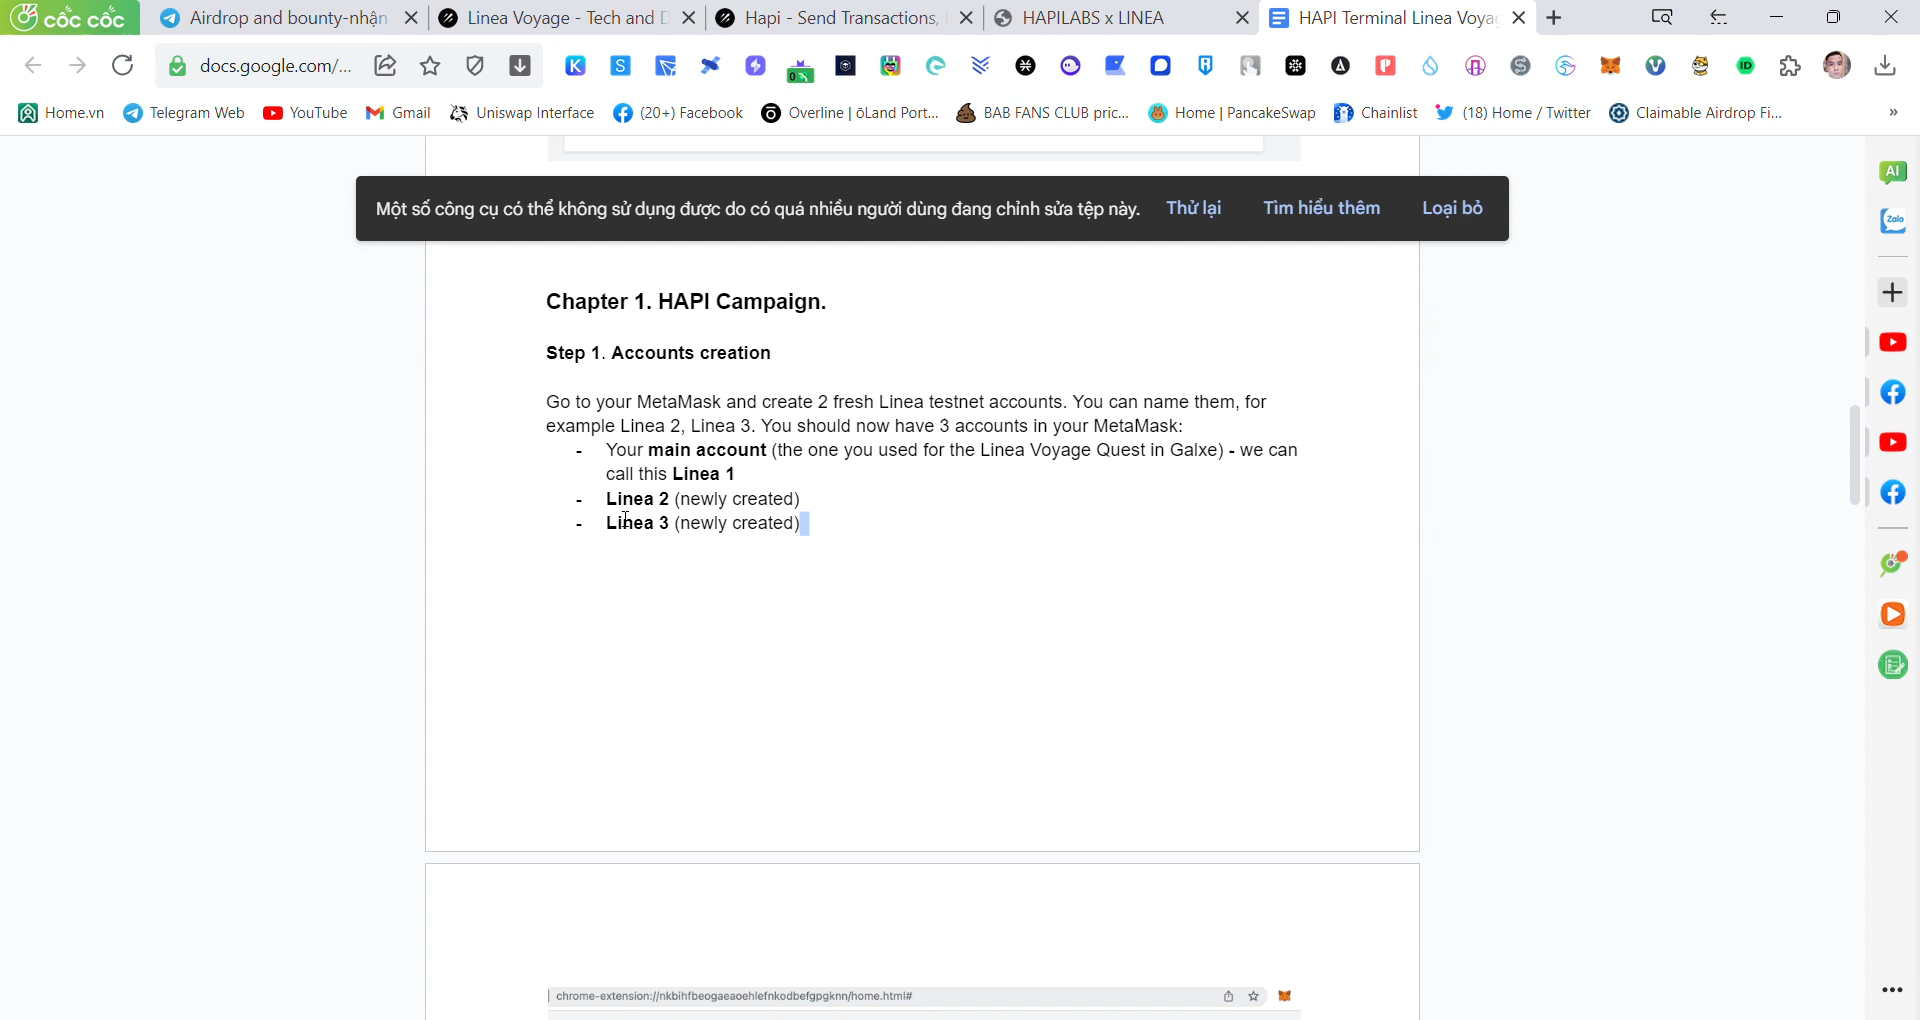 cốc cốc
Airdrop and bounty-nhận
Linea Voyage - Tech and D
Hapi - Send Transactions,
HAPILABS x LINEA
HAPI Terminal Linea Voyag
docs.google.com/...
Home.vn
Telegram Web
YouTube
Gmail
Uniswap Interface
(20+) Facebook
Overline | ōLand Port...
BAB FANS CLUB pric...
Home | PancakeSwap
Chainlist
(18) Home / Twitter
Claimable Airdrop Fi...
»
AI
Zalo
Một số công cụ có thể không sử dụng được do có quá nhiều người dùng đang chỉnh sửa tệp này. Thử lại Tìm hiểu thêm Loại bỏ
Chapter 1. HAPI Campaign.
Step 1. Accounts creation
Go to your MetaMask and create 2 fresh Linea testnet accounts. You can name them, for
example Linea 2, Linea 3. You should now have 3 accounts in your MetaMask:
- Your main account (the one you used for the Linea Voyage Quest in Galxe) - we can
call this Linea 1
- Linea 2 (newly created)
- Linea 3 (newly created)
chrome-extension://nkbihfbeogaeaoehlefnkodbefgpgknn/home.html#